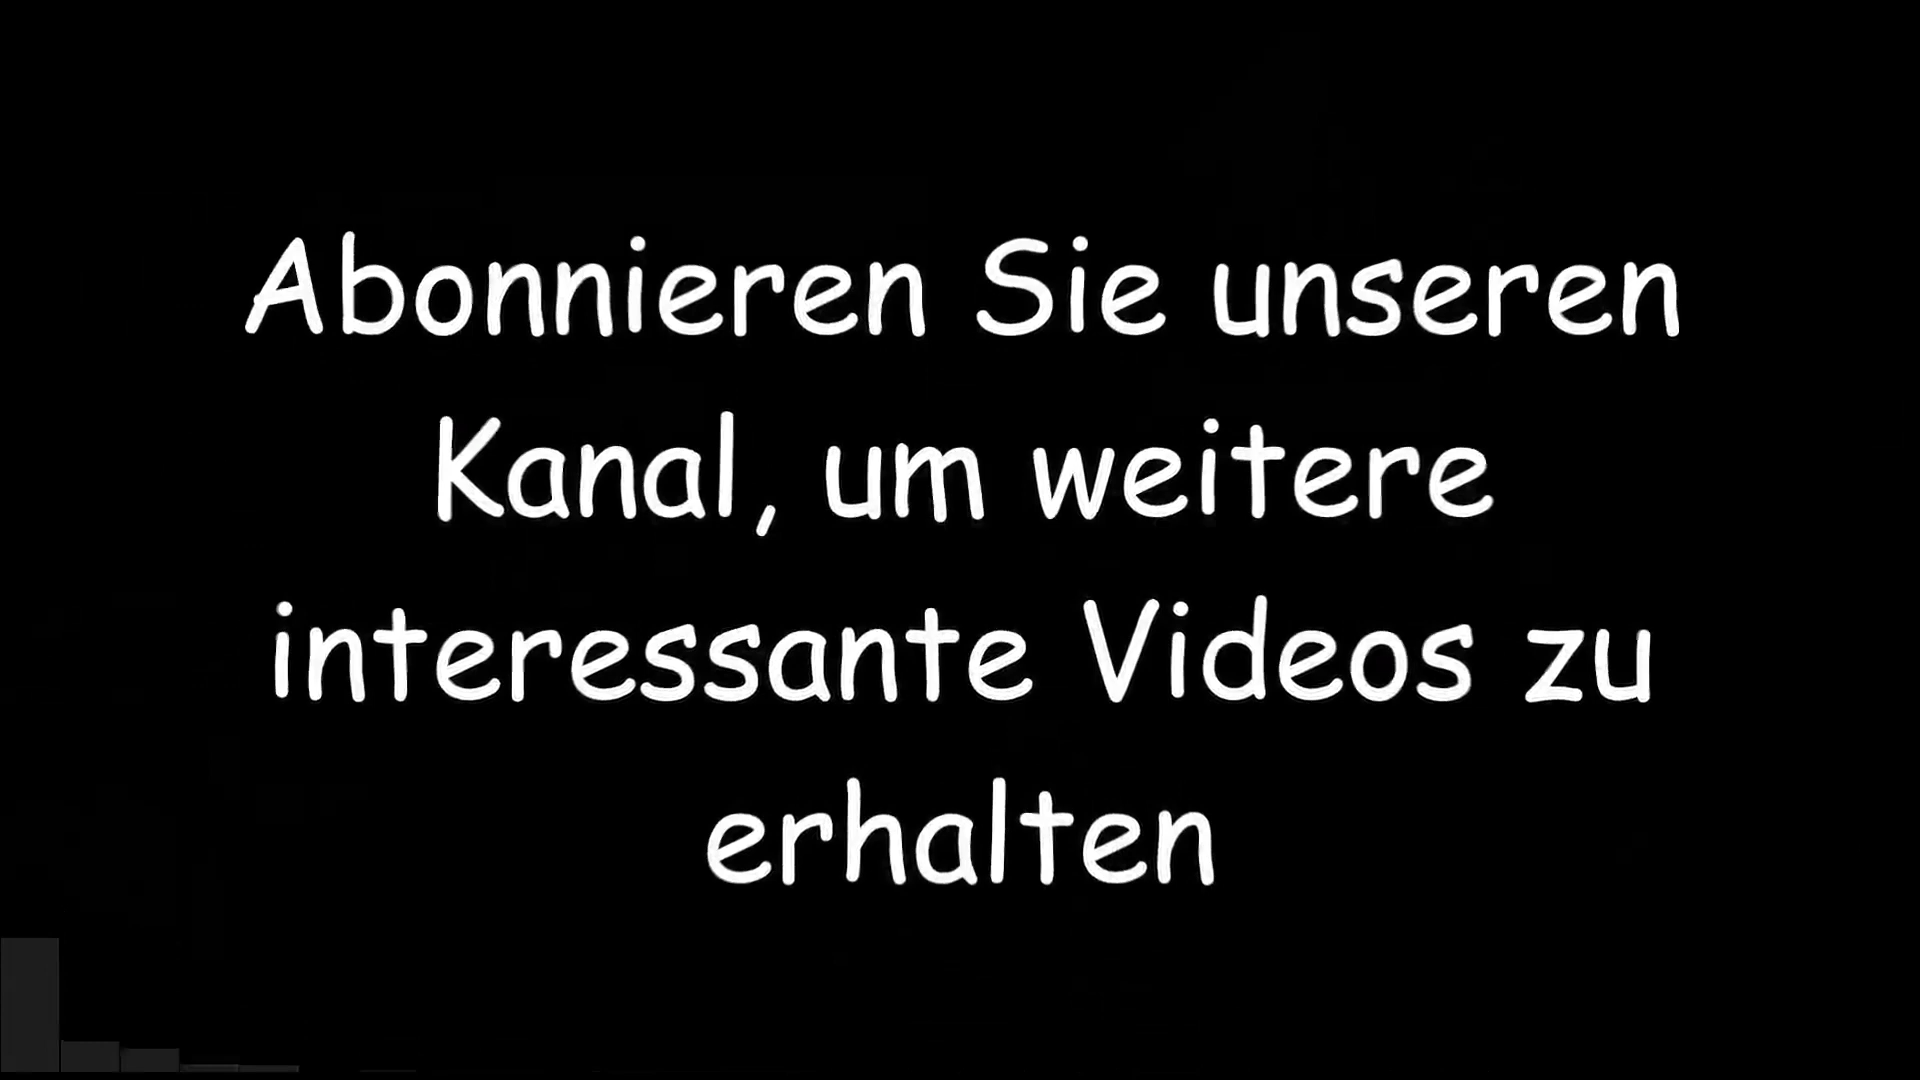 Abonnieren Sie unseren
Kanal, um weitere
interessante Videos zu
erhalten